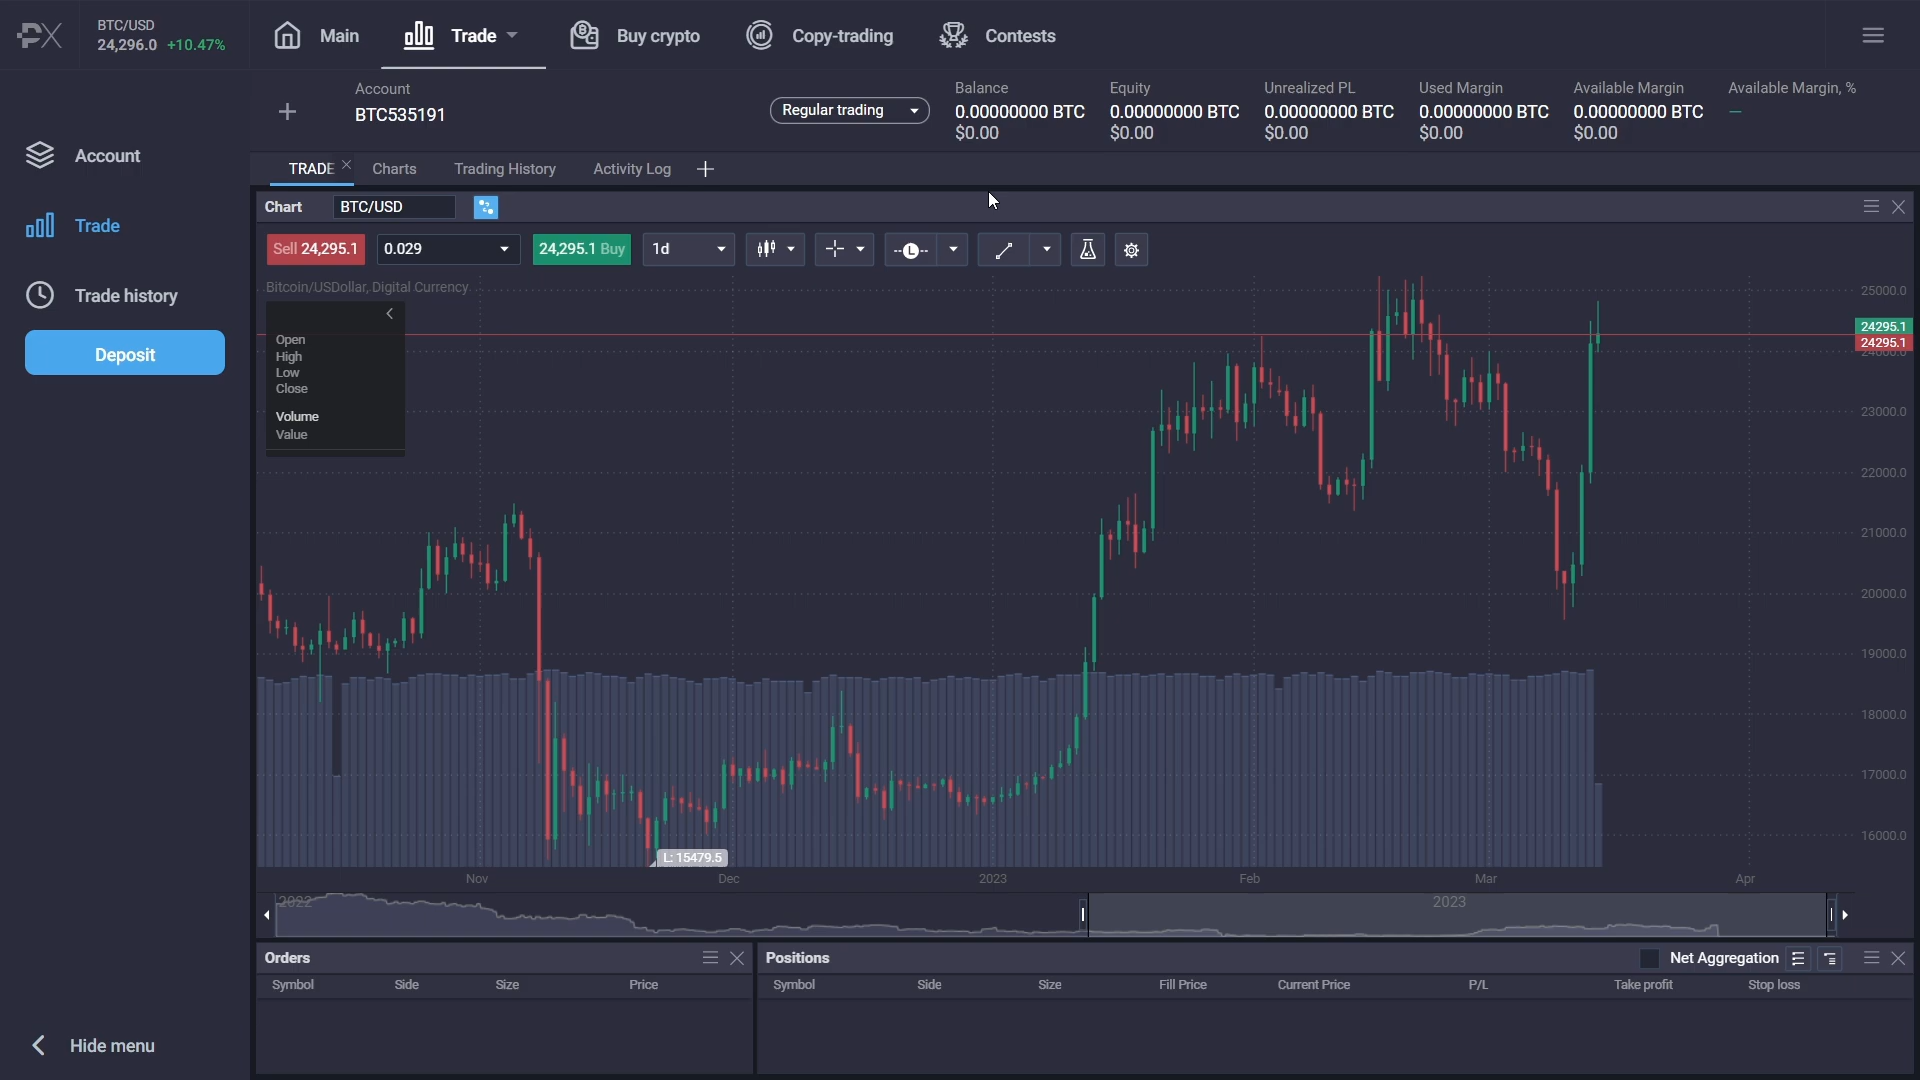 PX
BTC/USD
24,296.0 +10.47%
Main
Trade
Buy crypto
Copy-trading
Contests
Account
BTC535191
Regular trading
Balance
0.00000000 BTC
$0.00
Equity
0.00000000 BTC
$0.00
Unrealized PL
0.00000000 BTC
$0.00
Used Margin
0.00000000 BTC
$0.00
Available Margin
0.00000000 BTC
$0.00
Available Margin, %
—
Account
Trade
Trade history
Deposit
Hide menu
TRADE
Charts
Trading History
Activity Log
Chart
BTC/USD
Sell 24,295.1
0.029
24,295.1 Buy
1d
L
Bitcoin/USDollar, Digital Currency
Open
High
Low
Close
Volume
Value
25000.0
24295.1
24295.1
24000.0
23000.0
22000.0
21000.0
20000.0
19000.0
18000.0
17000.0
16000.0
L: 15479.5
Nov
Dec
2023
Feb
Mar
Apr
2022
2023
Orders
Symbol
Side
Size
Price
Positions
Net Aggregation
Symbol
Side
Size
Fill Price
Current Price
P/L
Take profit
Stop loss